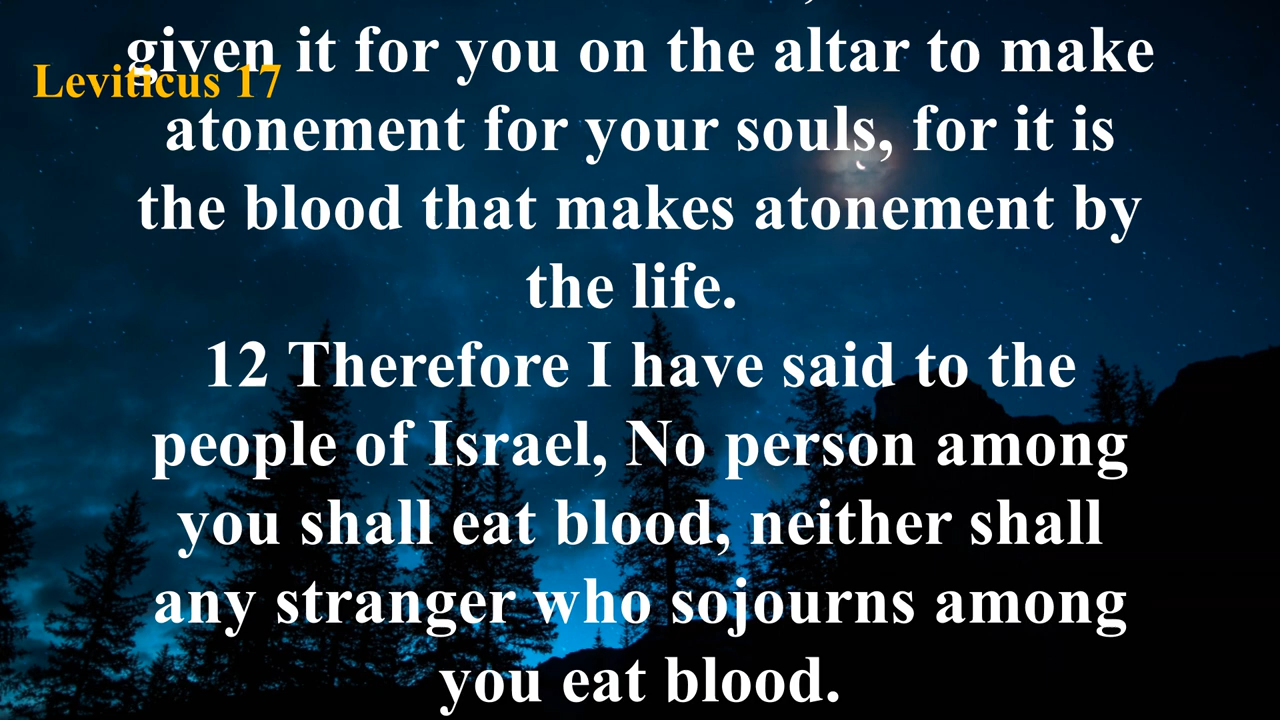 given it for you on the altar to make
Leviticus 17
atonement for your souls, for it is
the blood that makes atonement by
the life.
12 Therefore I have said to the
people of Israel, No person among
you shall eat blood, neither shall
any stranger who sojourns among
you eat blood.